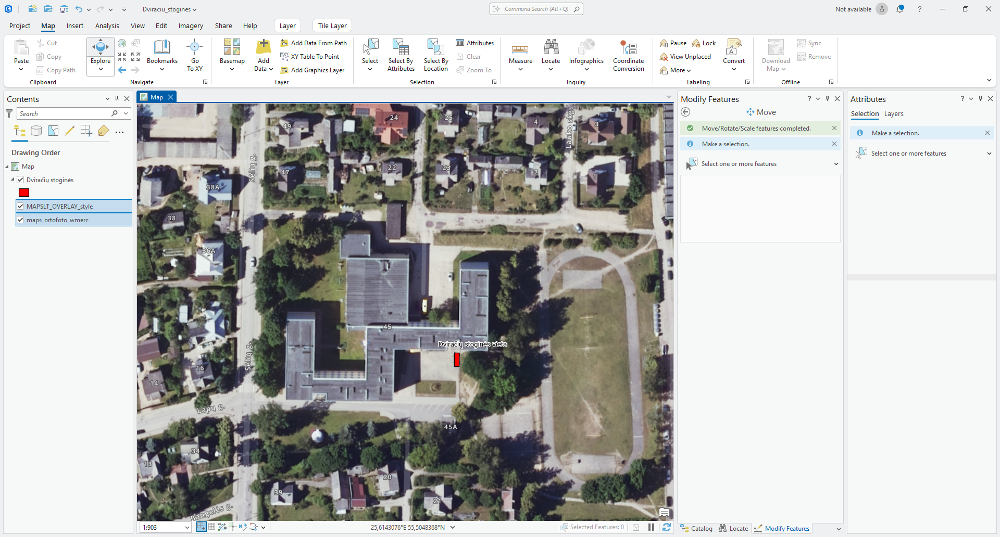 Dviraciu_stogines
Command Search (Alt+Q)
Not available
?
Project
Map
Insert
Analysis
View
Edit
Imagery
Share
Help
Layer
Tile Layer
Paste
Cut
Copy
Copy Path
Clipboard
Explore
Bookmarks
Go
To XY
Navigate
Basemap
Add
Data
Add Data From Path
XY Table To Point
Add Graphics Layer
Layer
Select
Select By
Attributes
Select By
Location
Attributes
Clear
Zoom To
Selection
Measure
Locate
Infographics
Coordinate
Conversion
Inquiry
Pause
Lock
View Unplaced
More
Convert
Labeling
Download
Map
Sync
Remove
Offline
Contents
Search
Drawing Order
Map
Dviračių stoginės
MAPSLT_OVERLAY_style
maps_ortofoto_wmerc
Map
24
25
4
3
49
Lauko skg.
Sėlių g.
47
22
23
2
1
38A
38
36A
45
Dviračių stoginės vieta
Sėlių g.
16
14
Lapų g.
45A
34
13
20
39
21
Bangelės g.
1:903
25,6143076°E 55,5048368°N
Selected Features: 0
Modify Features
?
Move
Move/Rotate/Scale features completed.
Make a selection.
Select one or more features
Catalog
Locate
Modify Features
Attributes
?
Selection
Layers
Make a selection.
Select one or more features